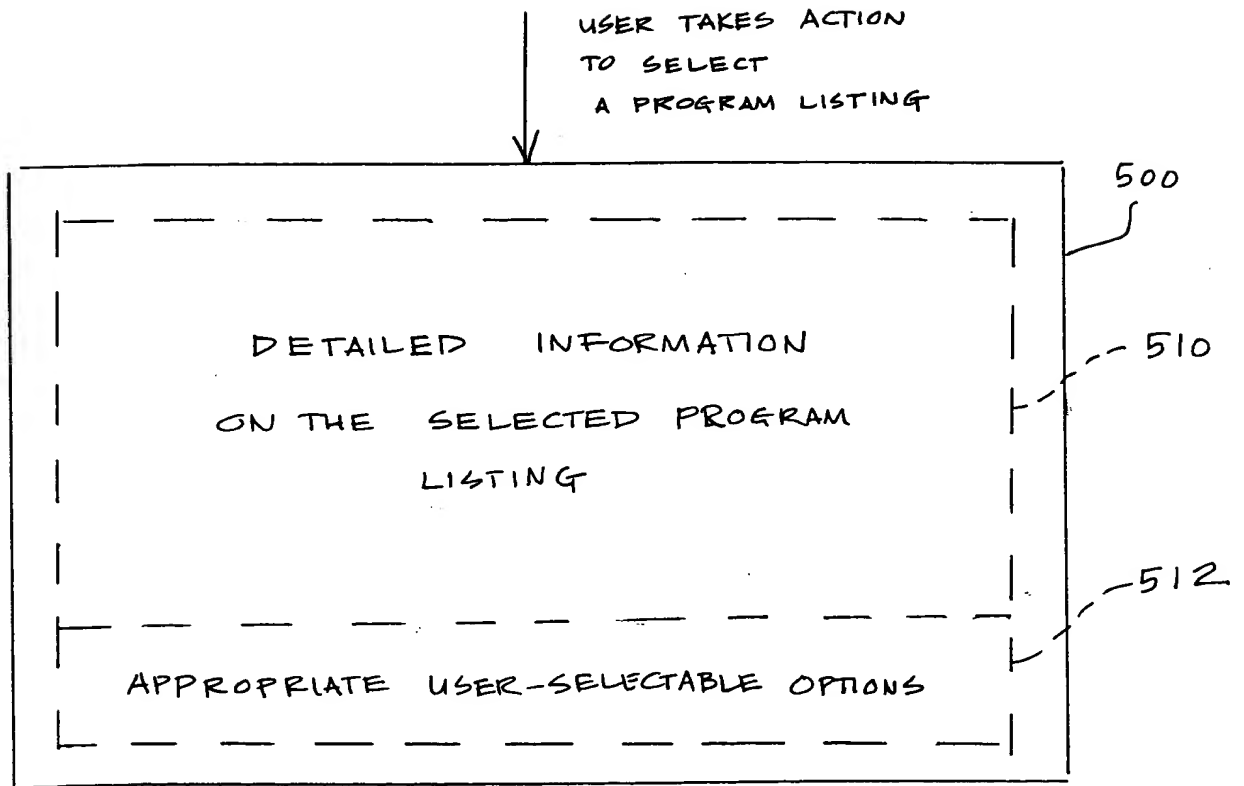 USER TAKES ACTION
TO SELECT
A PROGRAM LISTING
500
DETAILED INFORMATION
510
ON THE SELECTED PROGRAM
LISTING
512
APPROPRIATE USER-SELECTABLE OPTIONS